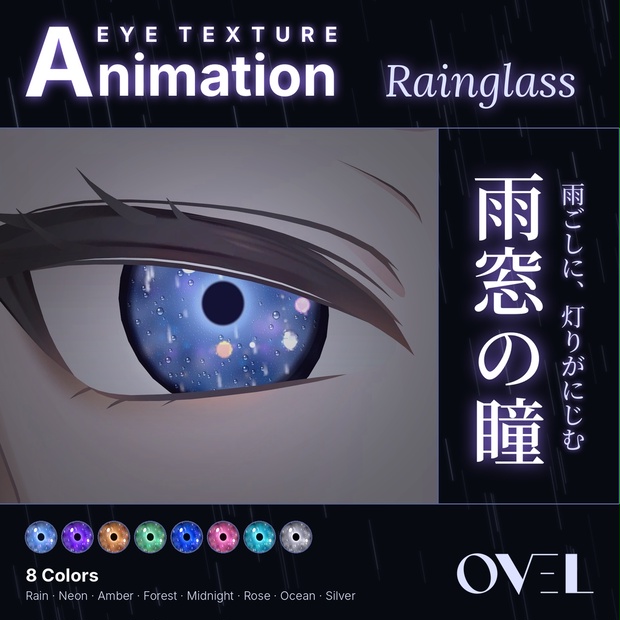 EYE TEXTURE
Animation
Rainglass
雨窓の瞳
雨ごしに、灯りがにじむ
8 Colors
Rain · Neon · Amber · Forest · Midnight · Rose · Ocean · Silver
OVEL